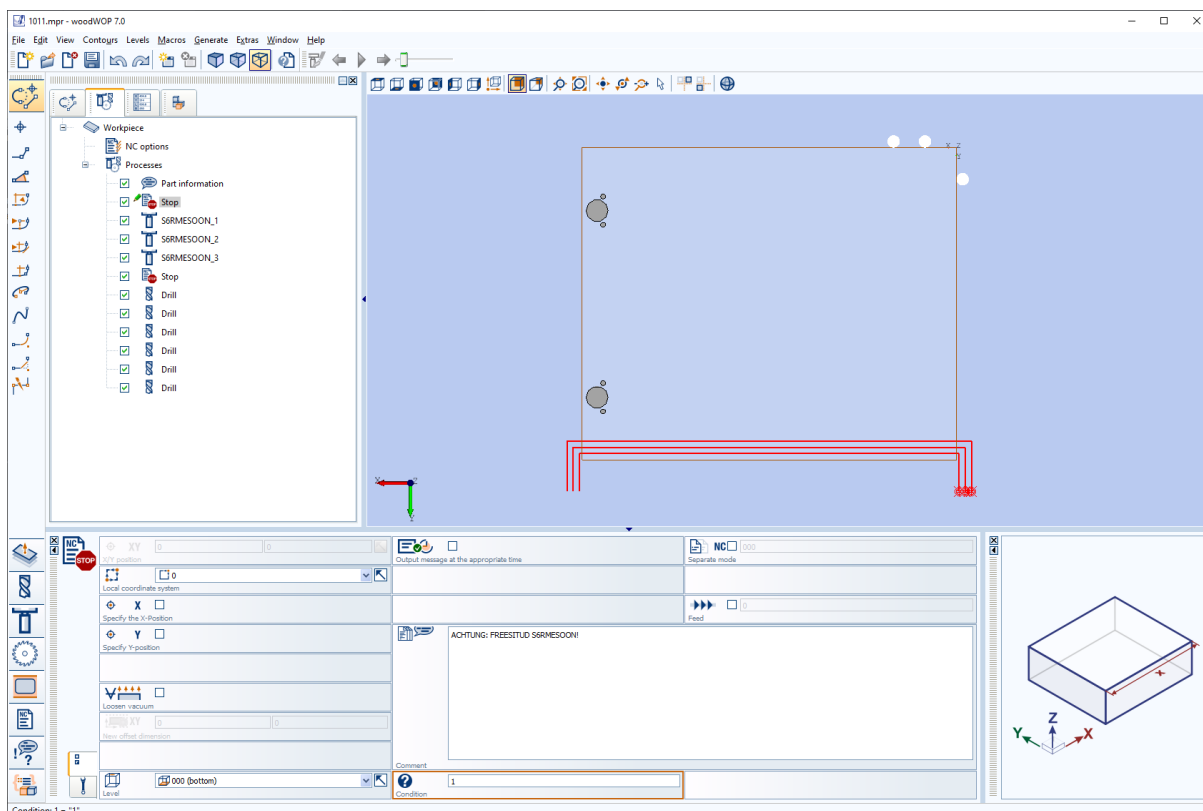 1011.mpr - woodWOP 7.0
File Edit View Contours Levels Macros Generate Extras Window Help
Workpiece
NC options
Processes
Part information
Stop
S6RMESOON_1
S6RMESOON_2
S6RMESOON_3
Stop
Drill
Drill
Drill
Drill
Drill
Drill
X Z
Y
X Z
Y
NC
STOP
XY 0 0
X/Y position
Output message at the appropriate time
NC 000
Separate mode
0
Local coordinate system
X
Specify the X-Position
0
Feed
Y
Specify Y-position
ACHTUNG: FREESITUD S6RMESOON!
Loosen vacuum
XY 0 0
New offset dimension
Comment
000 (bottom)
Level
1
Condition
X
Z
Y X
Condition: 1 = "1"